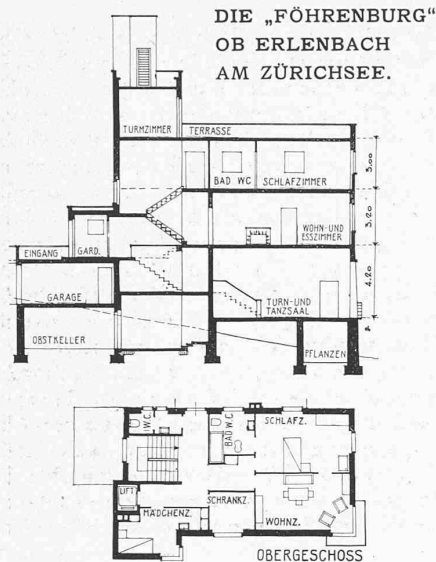 DIE „FÖHRENBURG“
OB ERLENBACH
AM ZÜRICHSEE.
TURMZIMMER
TERRASSE
BAD WC
SCHLAFZIMMER
3.00
WOHN- UND
ESSZIMMER
3.20
EINGANG
GARD.
GARAGE
TURN- UND
TANZSAAL
4.20
OBSTKELLER
PFLANZEN
W.C.
BAD W.C.
SCHLAFZ.
LIFT
MÄDCHENZ.
SCHRANKZ.
WOHNZ.
OBERGESCHOSS